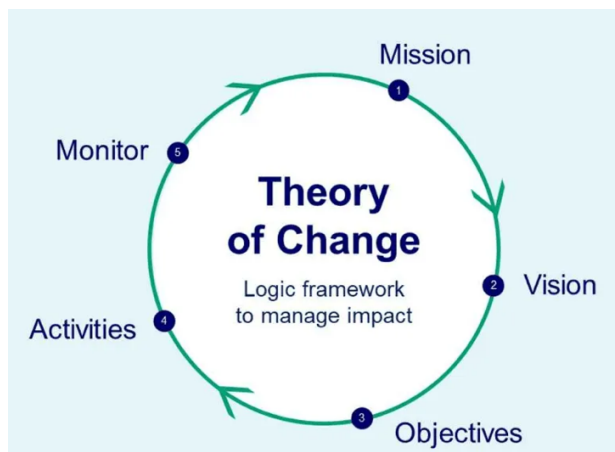 Mission
1
Monitor
5
Theory
of Change
Logic framework
to manage impact
Vision
2
Activities
4
Objectives
3